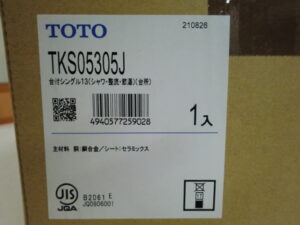 TOTO
210826
TKS05305J
台付シングル13(シャワ・整流・節湯)(台所)
4940577259028
1入
主材料 銅:銅合金/シート:セラミックス
JIS
JQA
B2061 E
JQ0806001